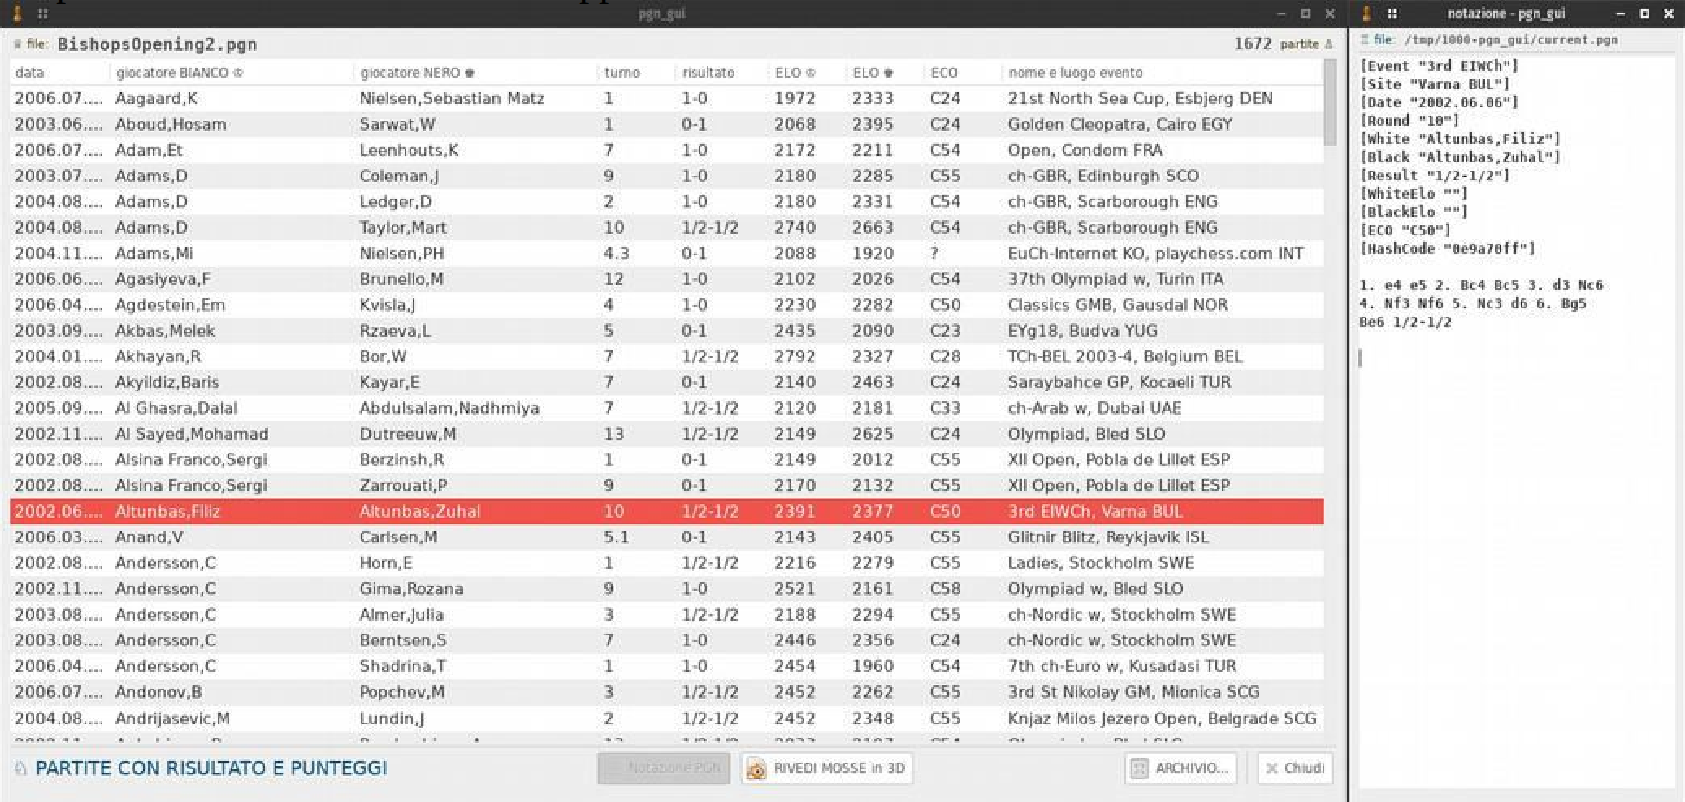 pgn_gui
file: BishopsOpening2.pgn 1672 partite
data giocatore BIANCO giocatore NERO turno risultato ELO ELO ECO nome e luogo evento
2006.07.... Aagaard,K Nielsen,Sebastian Matz 1 1-0 1972 2333 C24 21st North Sea Cup, Esbjerg DEN
2003.06.... Aboud,Hosam Sarwat,W 1 0-1 2068 2395 C24 Golden Cleopatra, Cairo EGY
2006.07.... Adam,Et Leenhouts,K 7 1-0 2172 2211 C54 Open, Condom FRA
2003.07.... Adams,D Coleman,J 9 1-0 2180 2285 C55 ch-GBR, Edinburgh SCO
2004.08.... Adams,D Ledger,D 2 1-0 2180 2331 C54 ch-GBR, Scarborough ENG
2004.08.... Adams,D Taylor,Mart 10 1/2-1/2 2740 2663 C54 ch-GBR, Scarborough ENG
2004.11.... Adams,Mi Nielsen,PH 4.3 0-1 2088 1920 ? EuCh-Internet KO, playchess.com INT
2006.06.... Agasiyeva,F Brunello,M 12 1-0 2102 2026 C54 37th Olympiad w, Turin ITA
2006.04.... Agdestein,Em Kvisla,J 4 1-0 2230 2282 C50 Classics GMB, Gausdal NOR
2003.09.... Akbas,Melek Rzaeva,L 5 0-1 2435 2090 C23 EYg18, Budva YUG
2004.01.... Akhayan,R Bor,W 7 1/2-1/2 2792 2327 C28 TCh-BEL 2003-4, Belgium BEL
2002.08.... Akyildiz,Baris Kayar,E 7 0-1 2140 2463 C24 Saraybahce GP, Kocaeli TUR
2005.09.... Al Ghasra,Dalal Abdulsalam,Nadhmiya 7 1/2-1/2 2120 2181 C33 ch-Arab w, Dubai UAE
2002.11.... Al Sayed,Mohamad Dutreeuw,M 13 1/2-1/2 2149 2625 C24 Olympiad, Bled SLO
2002.08.... Alsina Franco,Sergi Berzinsh,R 1 0-1 2149 2012 C55 XII Open, Pobla de Lillet ESP
2002.08.... Alsina Franco,Sergi Zarrouati,P 9 0-1 2170 2132 C55 XII Open, Pobla de Lillet ESP
2002.06.... Altunbas,Filiz Altunbas,Zuhal 10 1/2-1/2 2391 2377 C50 3rd EIWCh, Varna BUL
2006.03.... Anand,V Carlsen,M 5.1 0-1 2143 2405 C55 Glitnir Blitz, Reykjavik ISL
2002.08.... Andersson,C Horn,E 1 1/2-1/2 2216 2279 C55 Ladies, Stockholm SWE
2002.11.... Andersson,C Gima,Rozana 9 1-0 2521 2161 C58 Olympiad w, Bled SLO
2003.08.... Andersson,C Almer,Julia 3 1/2-1/2 2188 2294 C55 ch-Nordic w, Stockholm SWE
2003.08.... Andersson,C Berntsen,S 7 1-0 2446 2356 C24 ch-Nordic w, Stockholm SWE
2006.04.... Andersson,C Shadrina,T 1 1-0 2454 1960 C54 7th ch-Euro w, Kusadasi TUR
2006.07.... Andonov,B Popchev,M 3 1/2-1/2 2452 2262 C55 3rd St Nikolay GM, Mionica SCG
2004.08.... Andrijasevic,M Lundin,J 2 1/2-1/2 2452 2348 C55 Knjaz Milos Jezero Open, Belgrade SCG
PARTITE CON RISULTATO E PUNTEGGI Notazione PGN RIVEDI MOSSE in 3D ARCHIVIO... Chiudi
notazione - pgn_gui
file: /tmp/1000-pgn_gui/current.pgn
[Event "3rd EIWCh"]
[Site "Varna BUL"]
[Date "2002.06.06"]
[Round "10"]
[White "Altunbas,Filiz"]
[Black "Altunbas,Zuhal"]
[Result "1/2-1/2"]
[WhiteElo ""]
[BlackElo ""]
[ECO "C50"]
[HashCode "0e9a70ff"]
1. e4 e5 2. Bc4 Bc5 3. d3 Nc6
4. Nf3 Nf6 5. Nc3 d6 6. Bg5
Be6 1/2-1/2